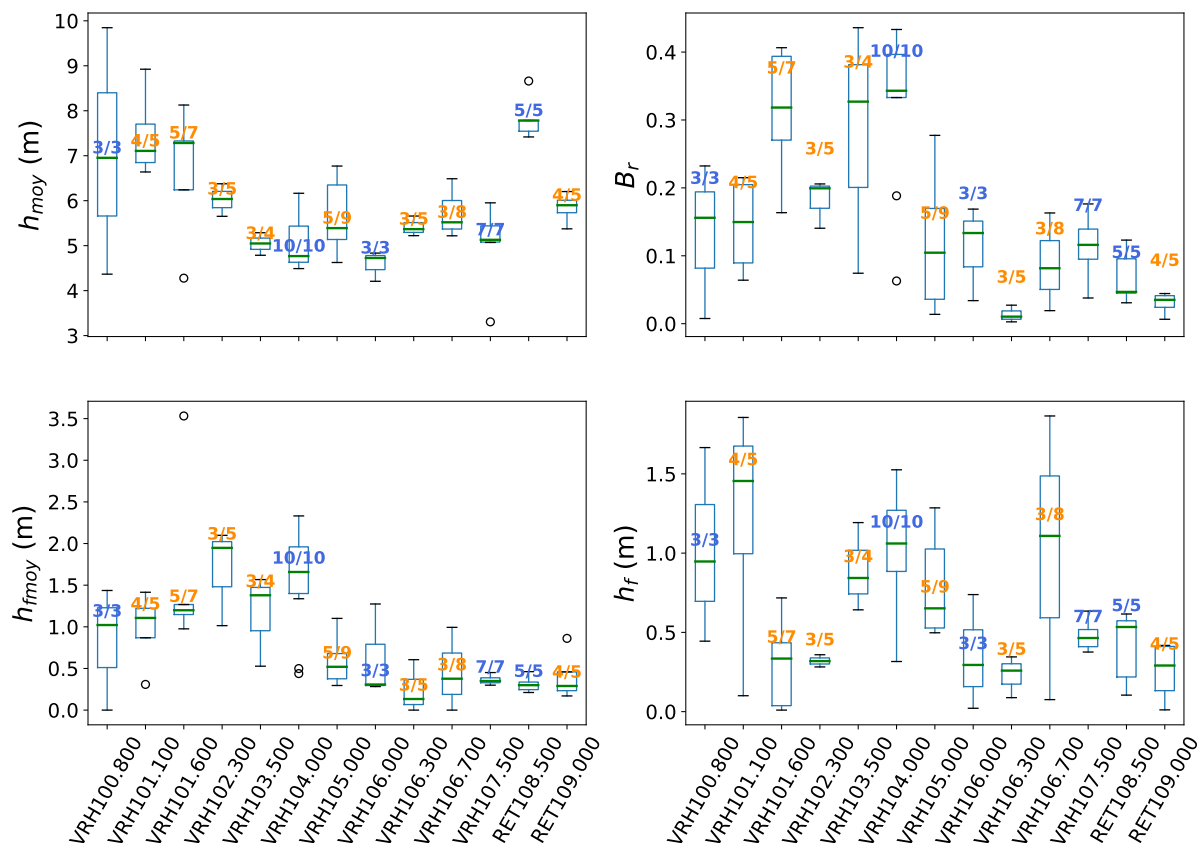 10
9
8
7
6
5
4
3
h_moy (m)
3/3
4/5
5/7
3/5
3/4
10/10
5/9
3/3
3/5
3/8
7/7
5/5
4/5
0.4
0.3
0.2
0.1
0.0
B_r
3/3
4/5
5/7
3/5
3/4
10/10
5/9
3/3
3/5
3/8
7/7
5/5
4/5
3.5
3.0
2.5
2.0
1.5
1.0
0.5
0.0
h_fmoy (m)
3/3
4/5
5/7
3/5
3/4
10/10
5/9
3/3
3/5
3/8
7/7
5/5
4/5
VRH100.800
VRH101.100
VRH101.600
VRH102.300
VRH103.500
VRH104.000
VRH105.000
VRH106.000
VRH106.300
VRH106.700
VRH107.500
RET108.500
RET109.000
1.5
1.0
0.5
0.0
h_f (m)
3/3
4/5
5/7
3/5
3/4
10/10
5/9
3/3
3/5
3/8
7/7
5/5
4/5
VRH100.800
VRH101.100
VRH101.600
VRH102.300
VRH103.500
VRH104.000
VRH105.000
VRH106.000
VRH106.300
VRH106.700
VRH107.500
RET108.500
RET109.000